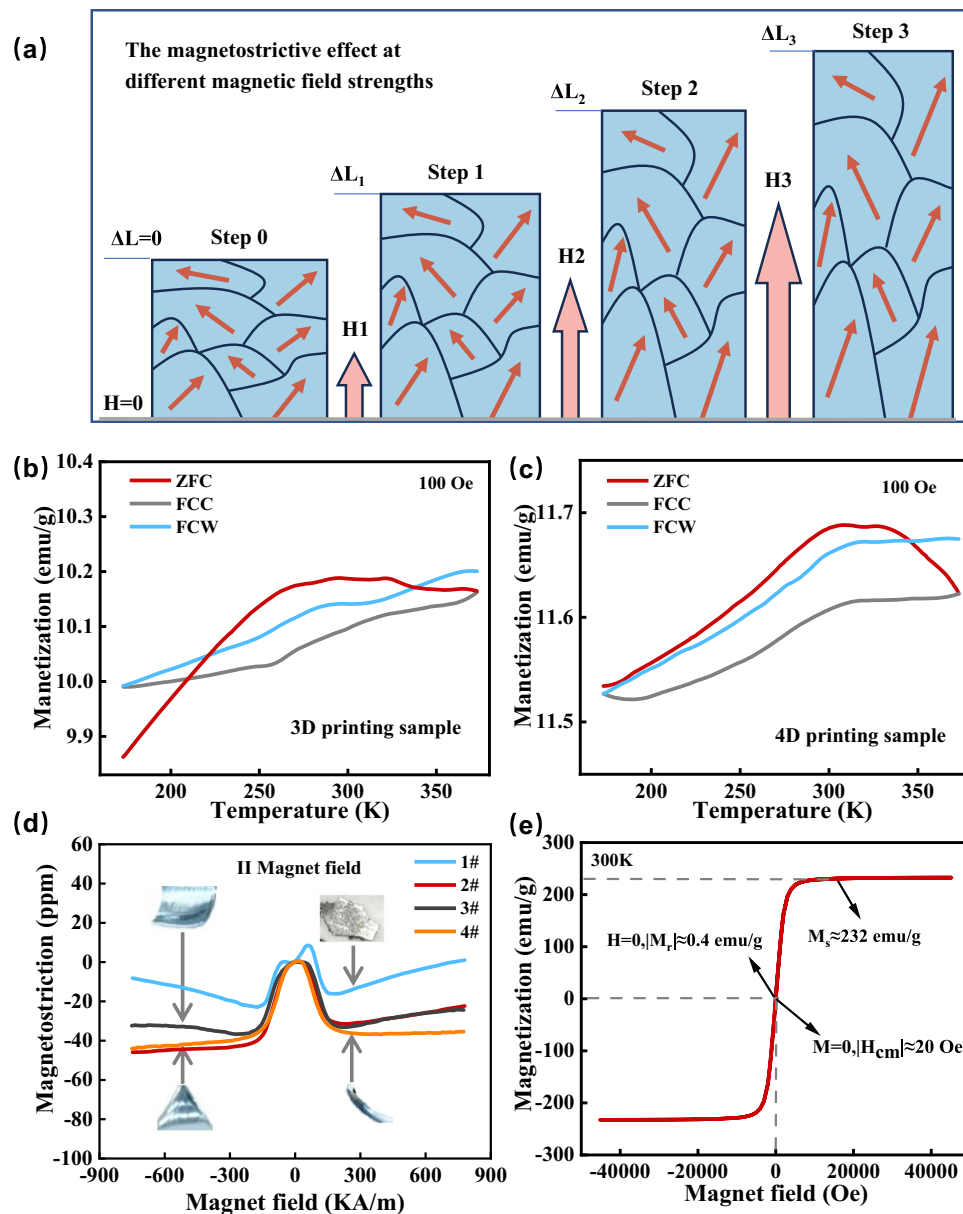 (a)
The magnetostrictive effect at
different magnetic field strengths
ΔL=0
Step 0
H=0
H1
ΔL₁
Step 1
H2
ΔL₂
Step 2
H3
ΔL₃
Step 3
(b)
10.4
10.3
10.2
10.1
10.0
9.9
Manetization (emu/g)
ZFC
FCC
FCW
100 Oe
3D printing sample
200
250
300
350
Temperature (K)
(c)
11.7
11.6
11.5
Manetization (emu/g)
ZFC
FCC
FCW
100 Oe
4D printing sample
200
250
300
350
Temperature (K)
(d)
60
40
20
0
-20
-40
-60
-80
-100
Magnetostriction (ppm)
II Magnet field
1#
2#
3#
4#
-900
-600
-300
0
300
600
900
Magnet field (KA/m)
(e)
300
200
100
0
-100
-200
-300
Magnetization (emu/g)
300K
H=0,|Mᵣ|≈0.4 emu/g
Mₛ≈232 emu/g
M=0,|Hcm|≈20 Oe
-40000
-20000
0
20000
40000
Magnet field (Oe)